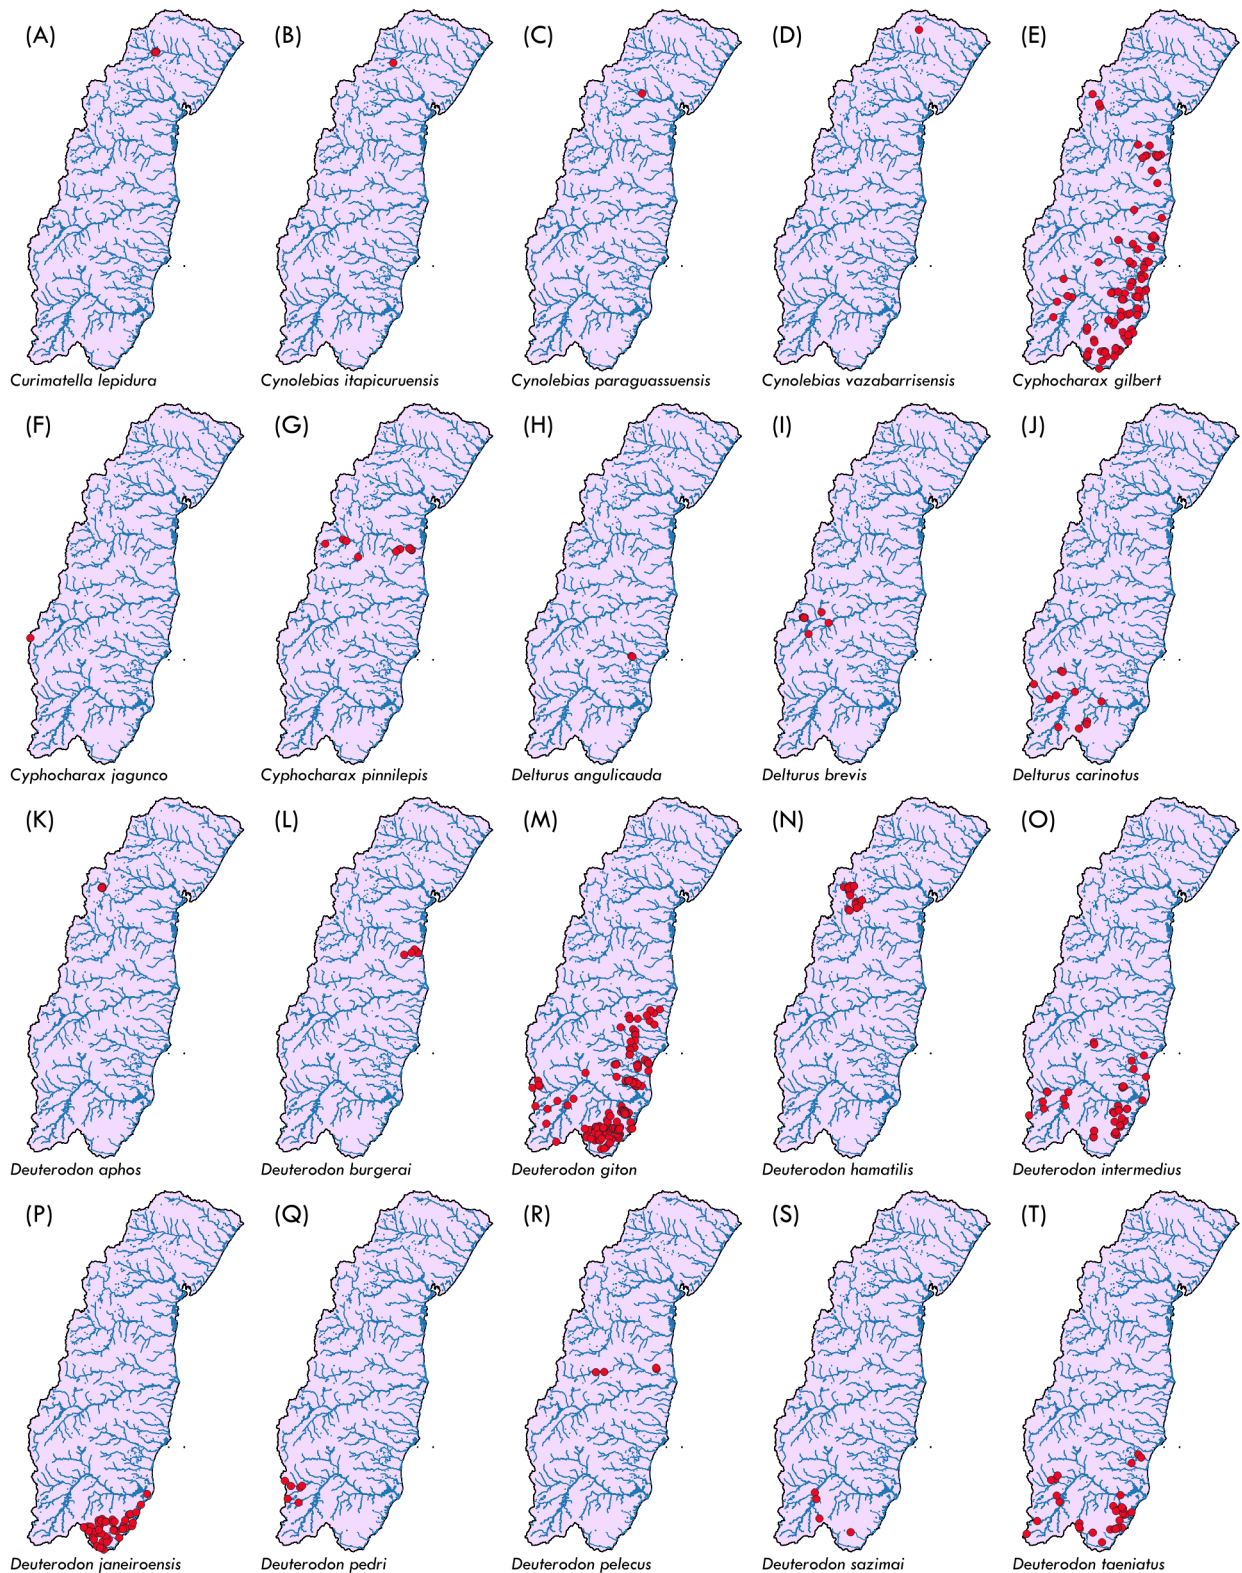 (A) (B) (C) (D) (E)
Curimatella lepidura Cynolebias itapicuruensis Cynolebias paraguassuensis Cynolebias vazabarrisensis Cyphocharax gilbert
(F) (G) (H) (I) (J)
Cyphocharax jagunco Cyphocharax pinnilepis Delturus angulicauda Delturus brevis Delturus carinotus
(K) (L) (M) (N) (O)
Deuterodon aphos Deuterodon burgerai Deuterodon giton Deuterodon hamatilis Deuterodon intermedius
(P) (Q) (R) (S) (T)
Deuterodon janeiroensis Deuterodon pedri Deuterodon pelecus Deuterodon sazimai Deuterodon taeniatus